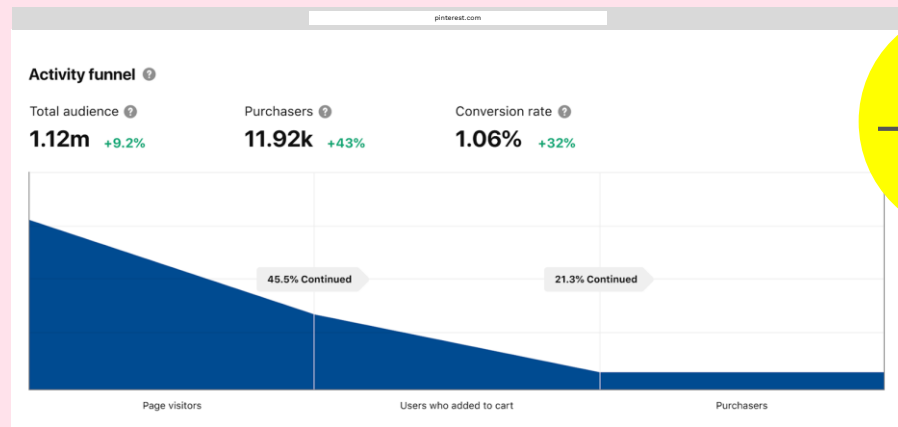 pinterest.com
Activity funnel ?
Total audience ? Purchasers ? Conversion rate ?
1.12m +9.2% 11.92k +43% 1.06% +32%
45.5% Continued 21.3% Continued
Page visitors Users who added to cart Purchasers